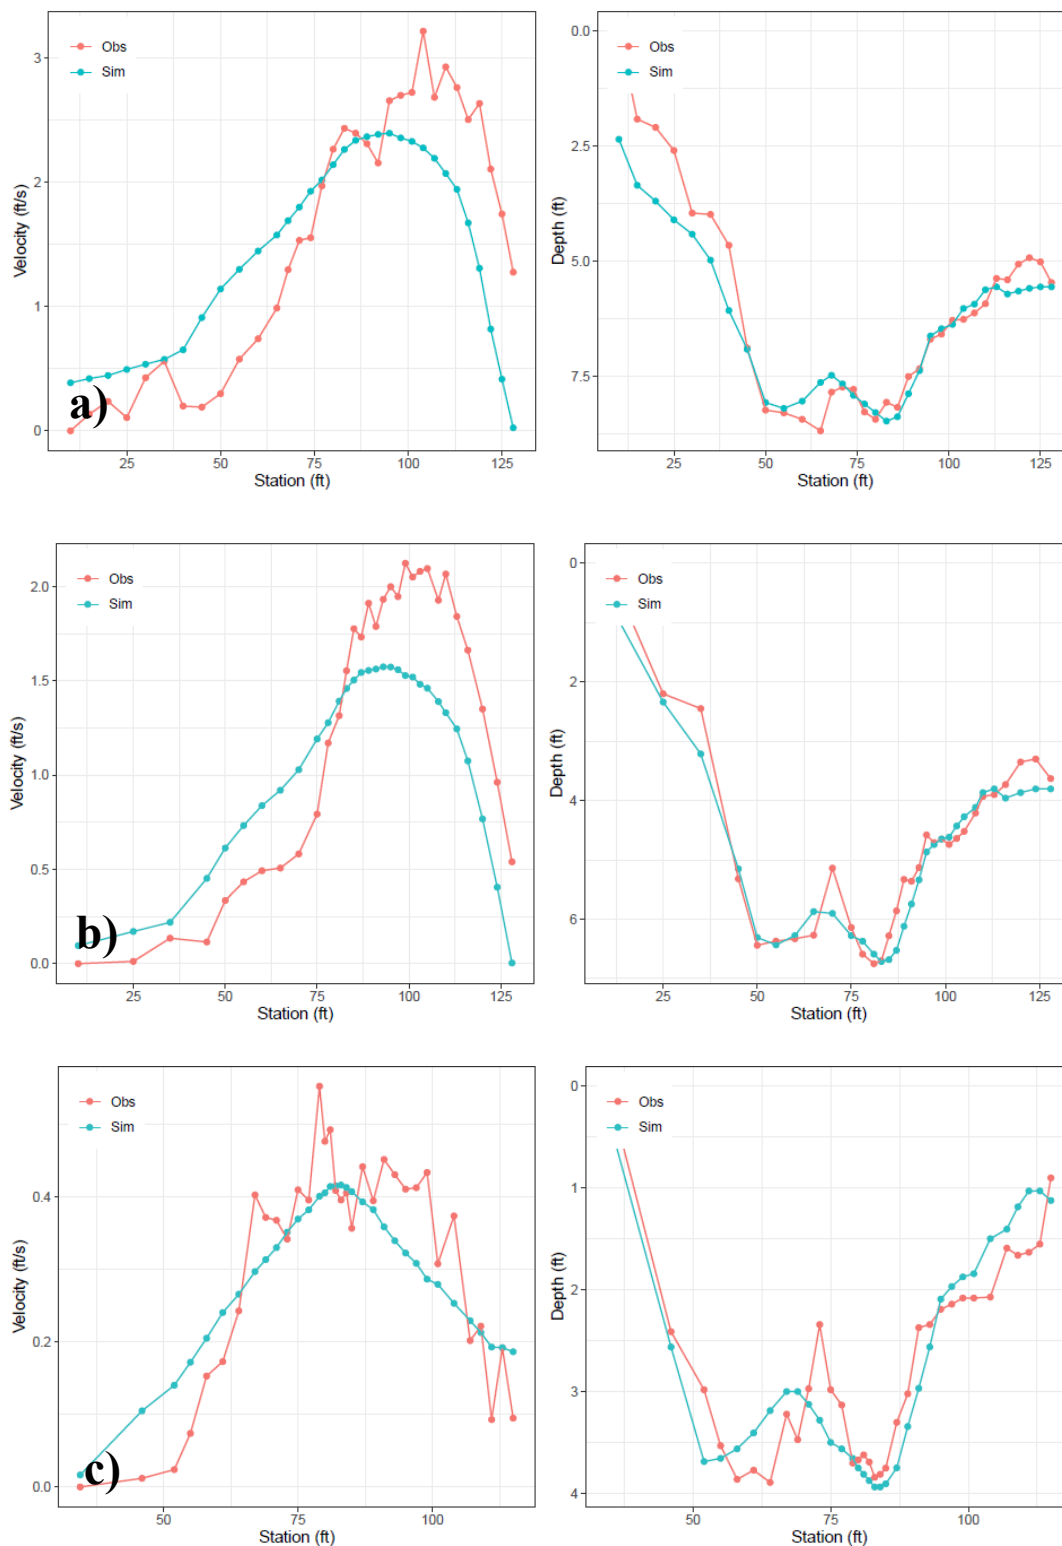 Obs
Sim
3
2
1
0
Velocity (ft/s)
25
50
75
100
125
Station (ft)
a)
Obs
Sim
0.0
2.5
5.0
7.5
Depth (ft)
25
50
75
100
125
Station (ft)
Obs
Sim
2.0
1.5
1.0
0.5
0.0
Velocity (ft/s)
25
50
75
100
125
Station (ft)
b)
Obs
Sim
0
2
4
6
Depth (ft)
25
50
75
100
125
Station (ft)
Obs
Sim
0.4
0.2
0.0
Velocity (ft/s)
50
75
100
Station (ft)
c)
Obs
Sim
0
1
2
3
4
Depth (ft)
50
75
100
Station (ft)